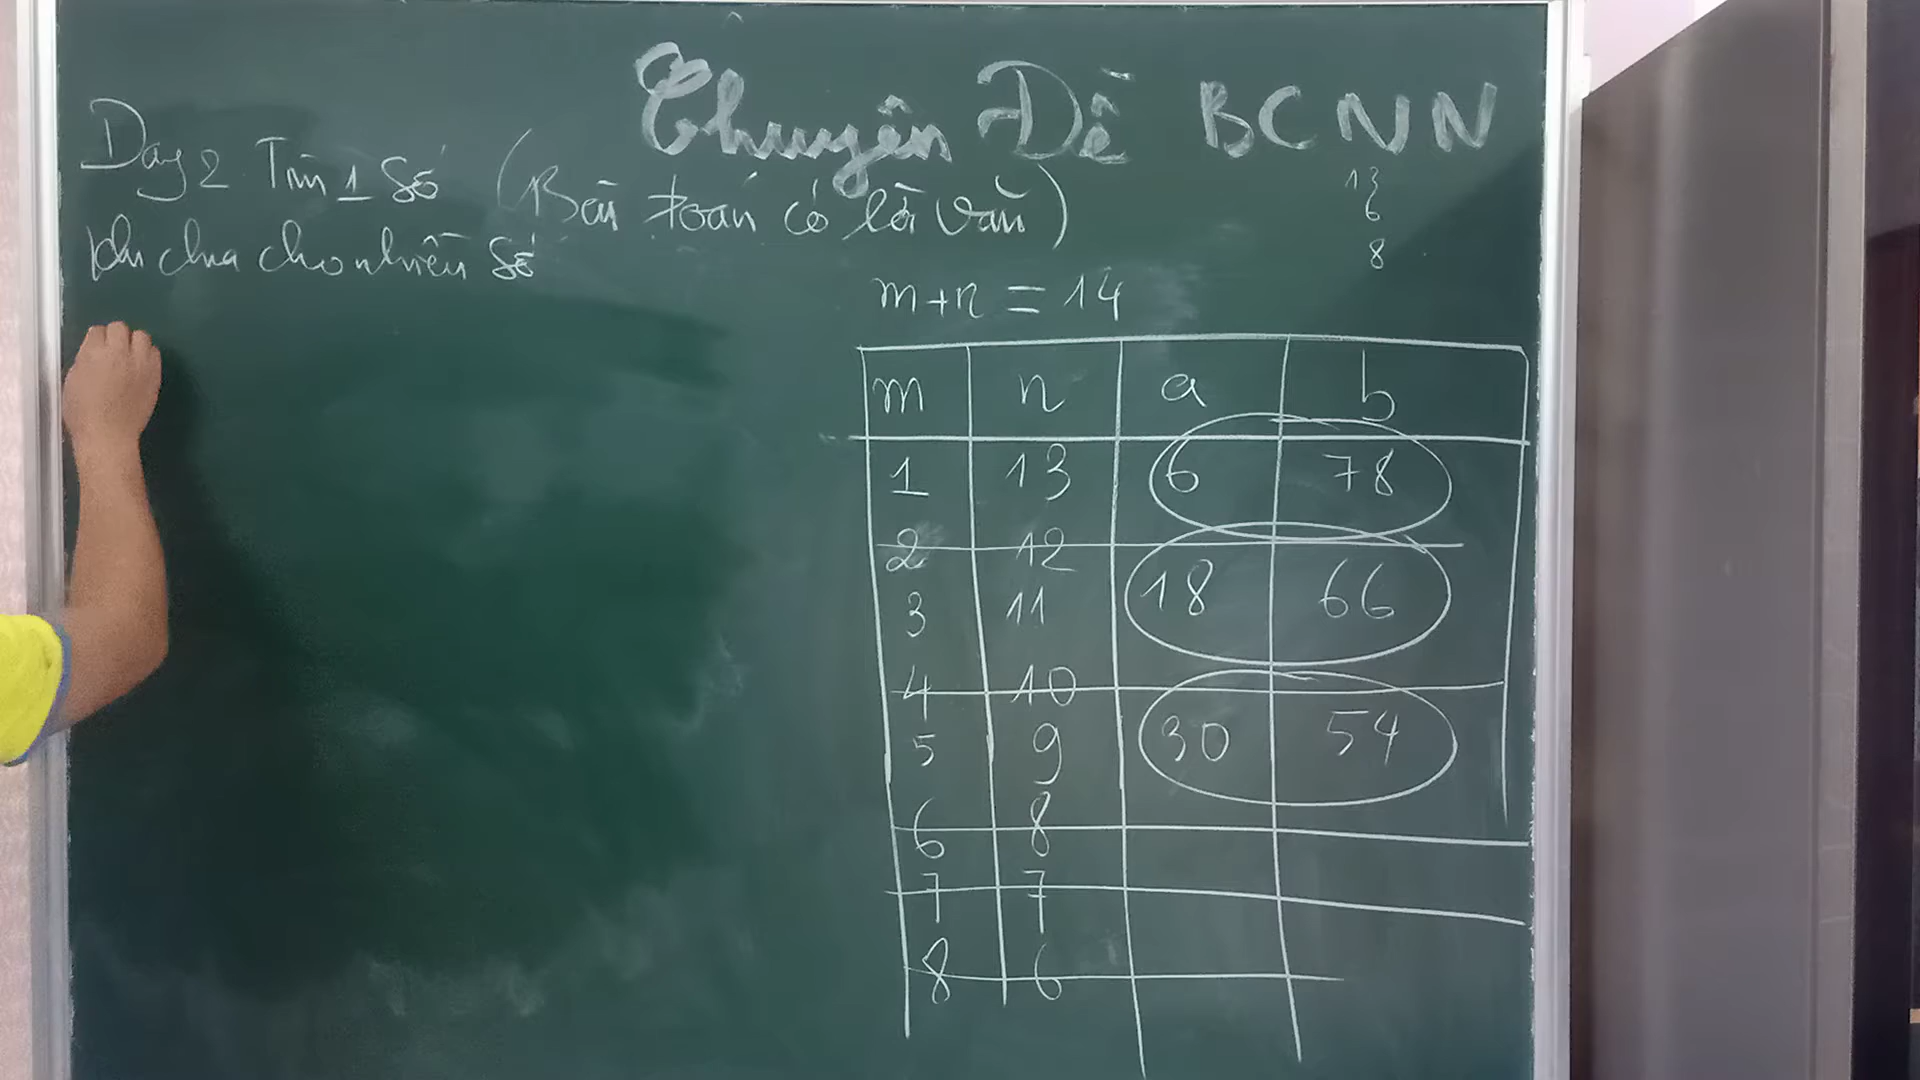 Chuyên Đề BCNN
Dạng 2 Tìm 1 số (Bài toán có lời văn)
khi chia cho nhiều số
13
6
8
m+n = 14
m n a b
1 13 6 78
2 12
3 11 18 66
4 10
5 9 30 54
6 8
7 7
8 6